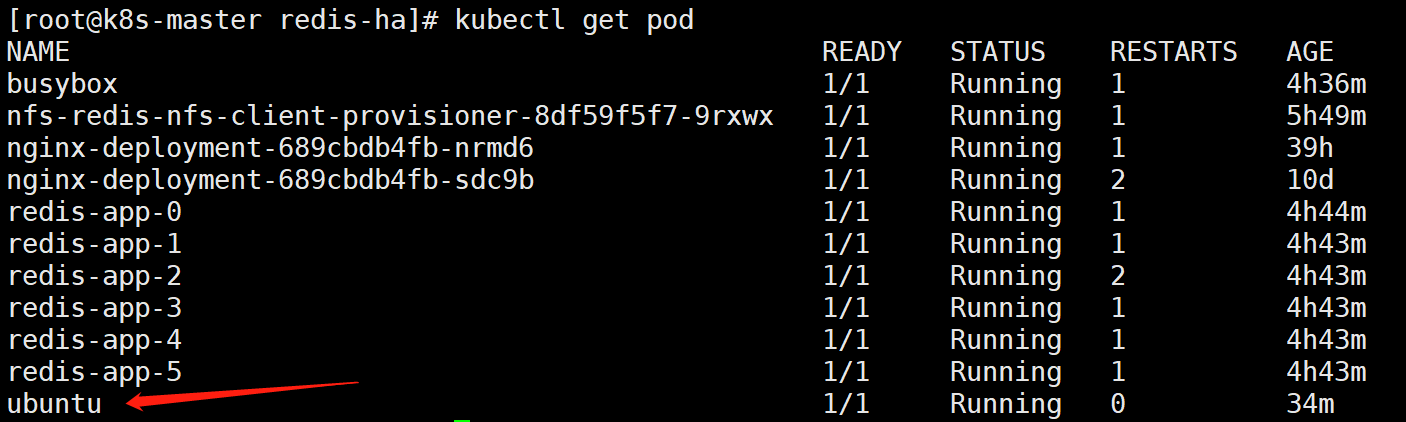 [root@k8s-master redis-ha]# kubectl get pod
NAME READY STATUS RESTARTS AGE
busybox 1/1 Running 1 4h36m
nfs-redis-nfs-client-provisioner-8df59f5f7-9rxwx 1/1 Running 1 5h49m
nginx-deployment-689cbdb4fb-nrmd6 1/1 Running 1 39h
nginx-deployment-689cbdb4fb-sdc9b 1/1 Running 2 10d
redis-app-0 1/1 Running 1 4h44m
redis-app-1 1/1 Running 1 4h43m
redis-app-2 1/1 Running 2 4h43m
redis-app-3 1/1 Running 1 4h43m
redis-app-4 1/1 Running 1 4h43m
redis-app-5 1/1 Running 1 4h43m
ubuntu 1/1 Running 0 34m